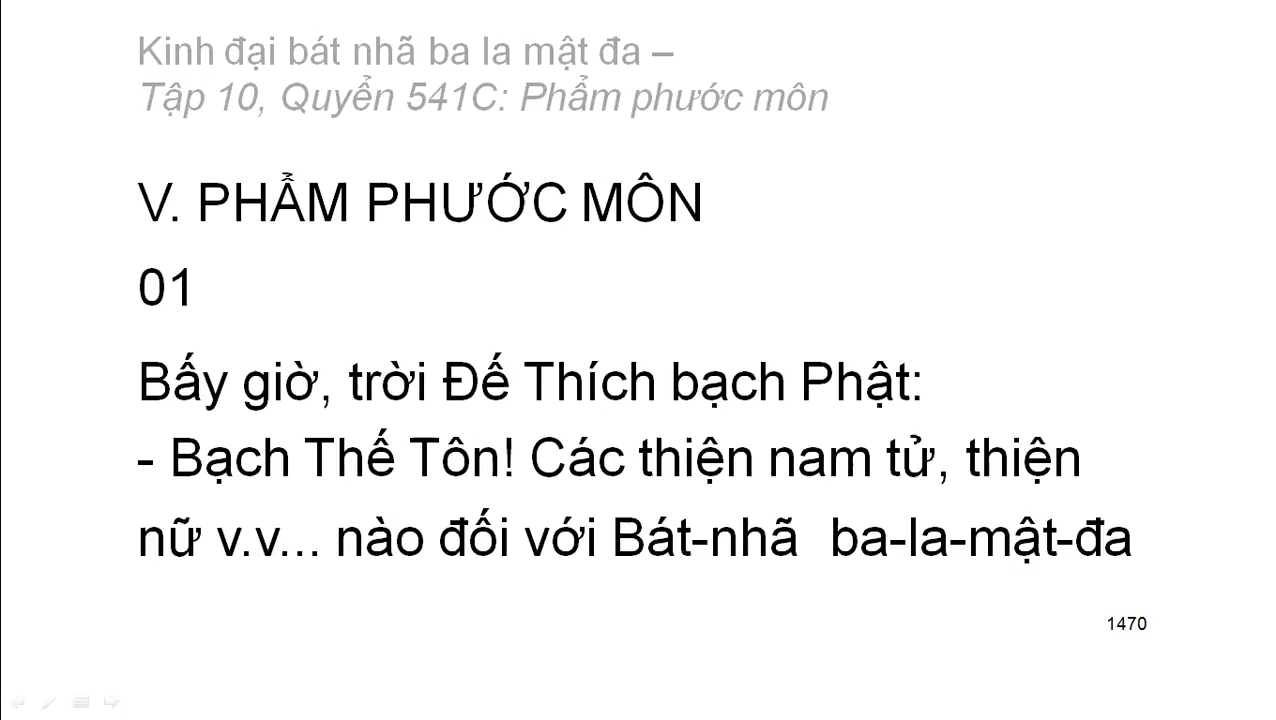 Kinh đại bát nhã ba la mật đa –
Tập 10, Quyển 541C: Phẩm phước môn
V. PHẨM PHƯỚC MÔN
01
Bấy giờ, trời Đế Thích bạch Phật:
- Bạch Thế Tôn! Các thiện nam tử, thiện
nữ v.v... nào đối với Bát-nhã  ba-la-mật-đa
1470